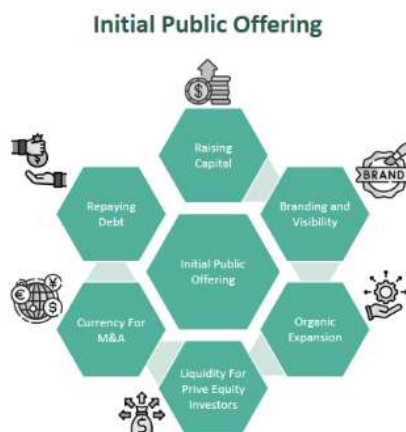 Initial Public Offering
Raising
Capital
BRAND
Repaying
Debt
Branding and
Visibility
Initial Public
Offering
Currency For
M&A
Organic
Expansion
Liquidity For
Prive Equity
Investors